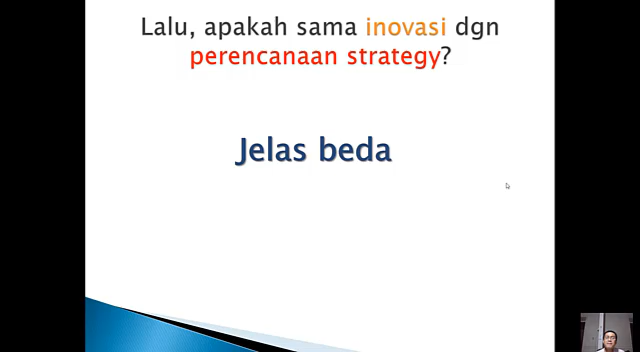 Lalu, apakah sama inovasi dgn
perencanaan strategy?
Jelas beda